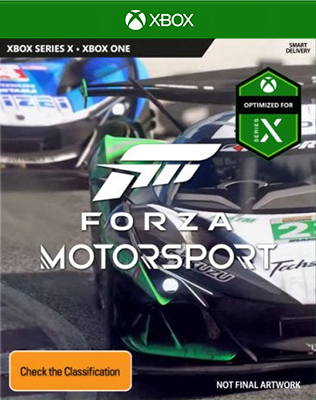 XBOX
XBOX SERIES X • XBOX ONE
SMART
DELIVERY
OPTIMIZED FOR
SERIES
X
FORZA
MOTORSPORT
Check the Classification
NOT FINAL ARTWORK